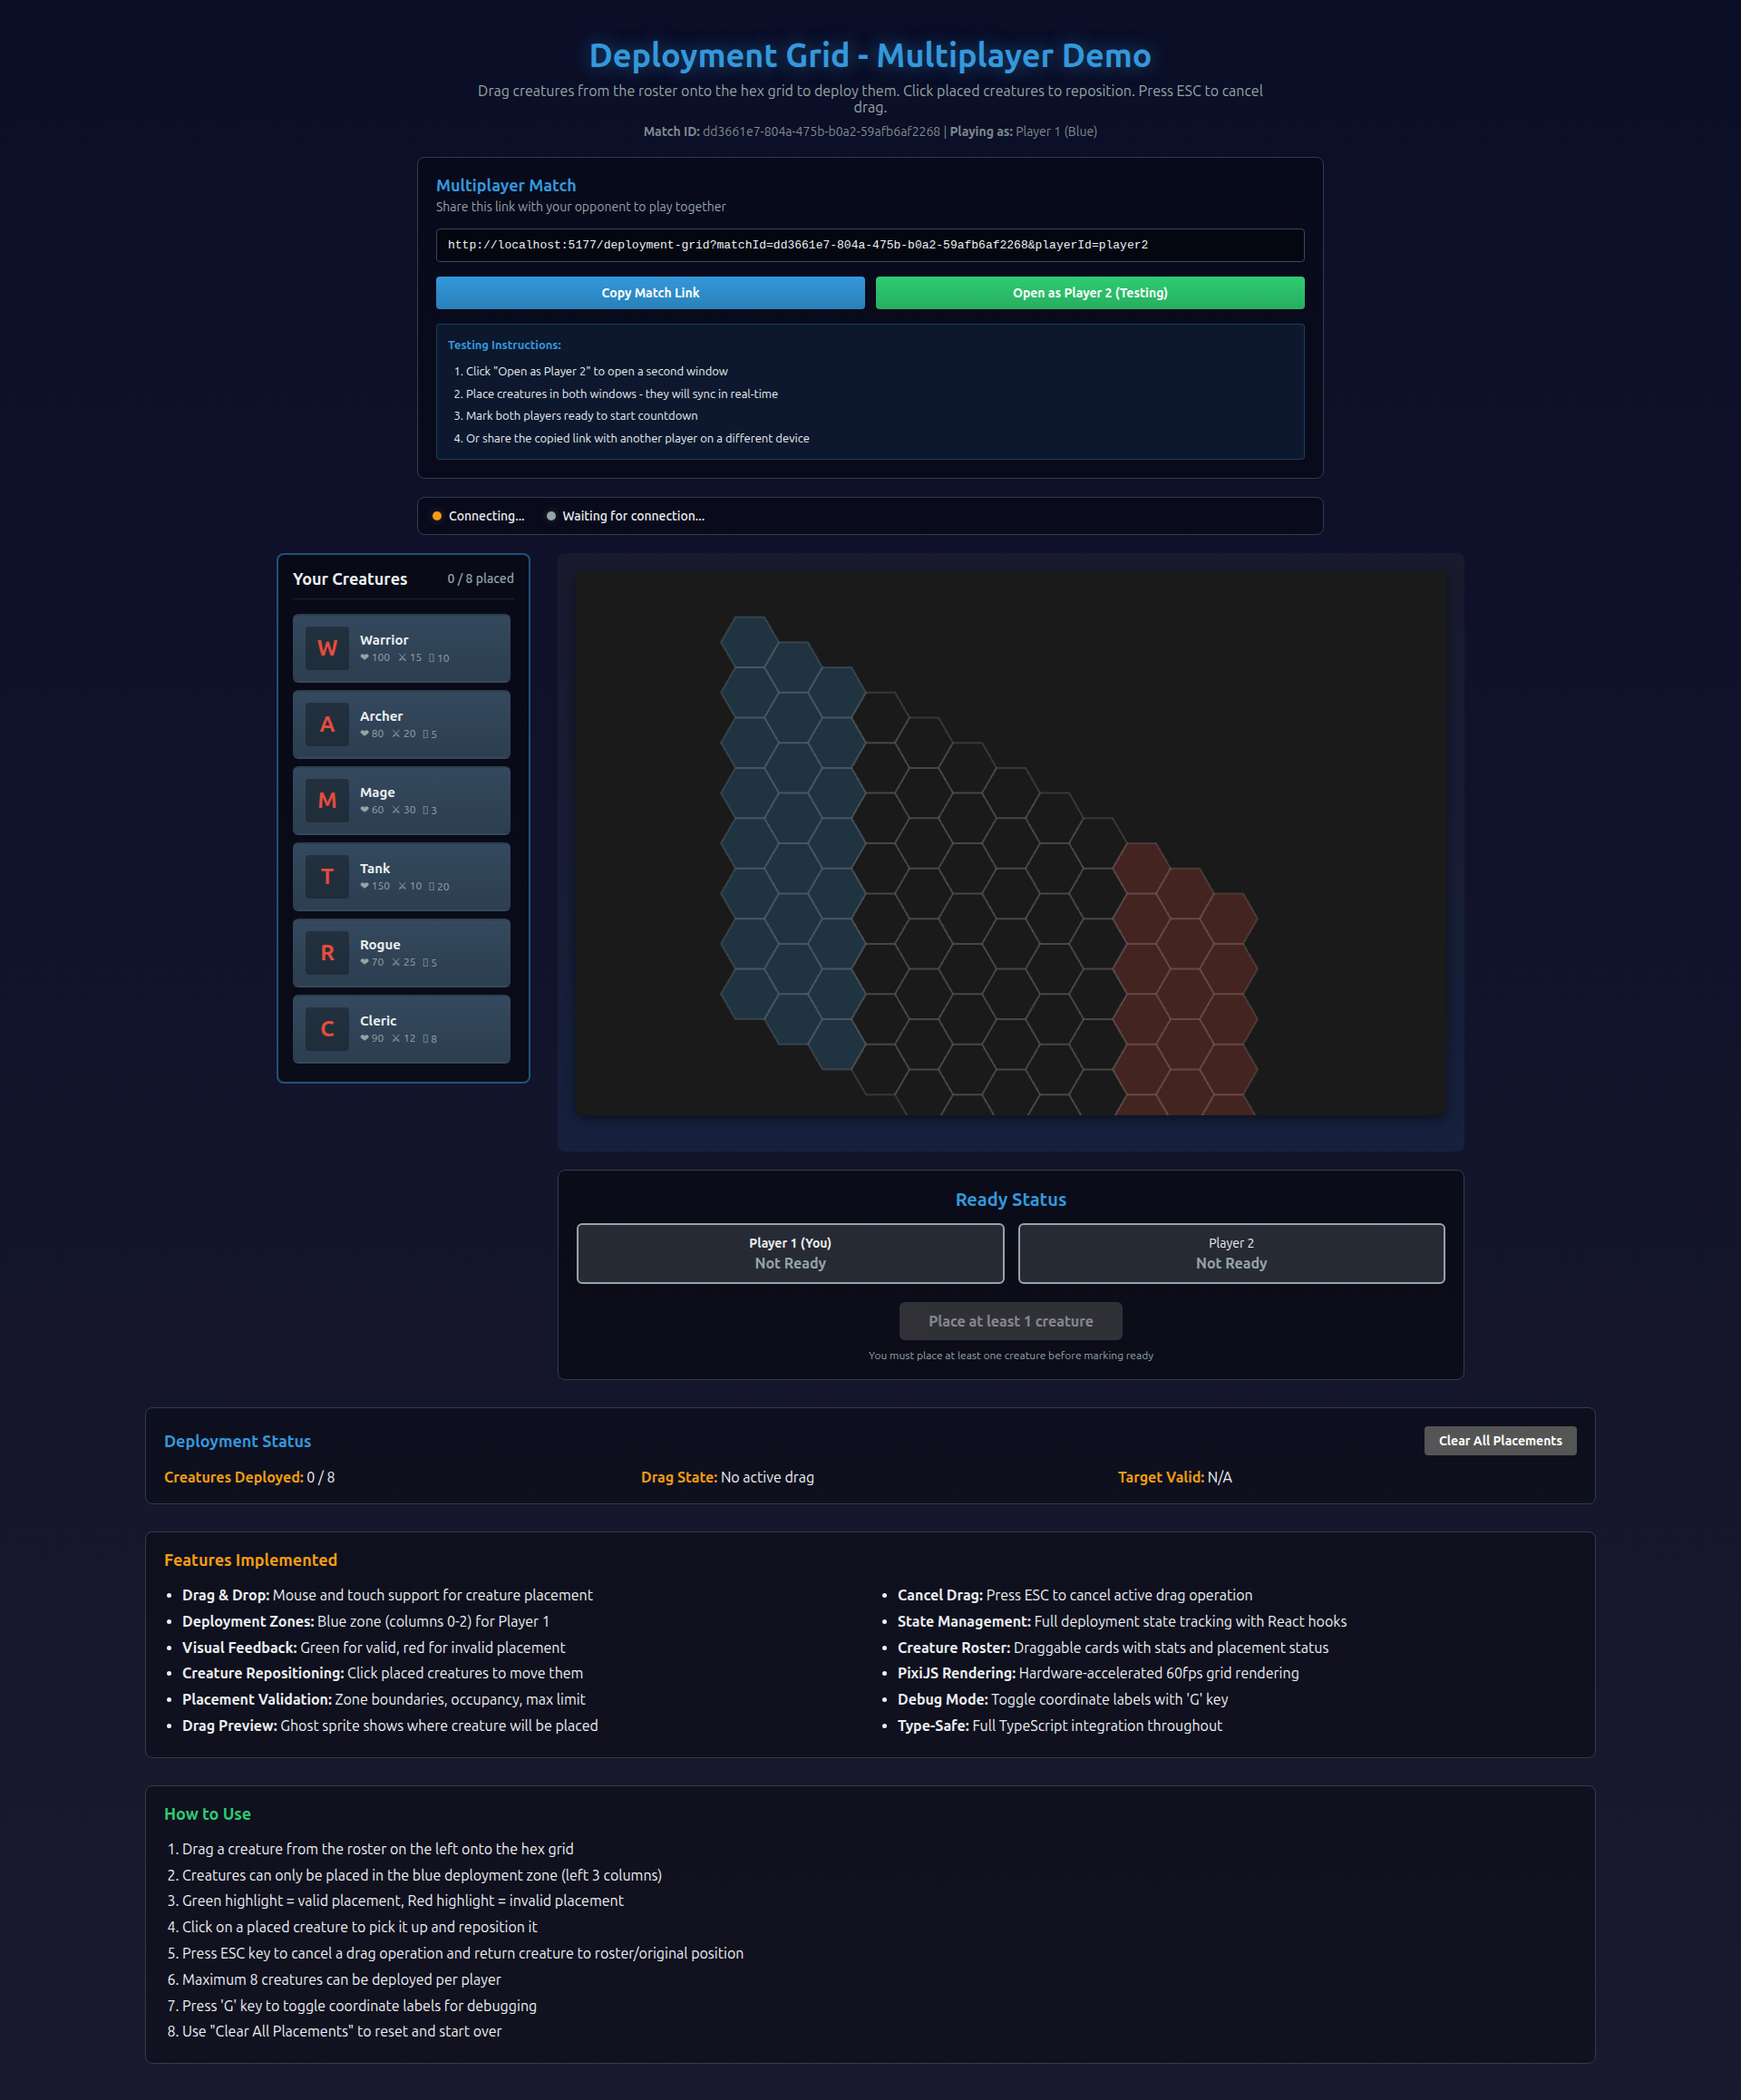 Deployment Grid - Multiplayer Demo
Drag creatures from the roster onto the hex grid to deploy them. Click placed creatures to reposition. Press ESC to cancel
drag.
Match ID: dd3661e7-804a-475b-b0a2-59afb6af2268 | Playing as: Player 1 (Blue)
Multiplayer Match
Share this link with your opponent to play together
http://localhost:5177/deployment-grid?matchId=dd3661e7-804a-475b-b0a2-59afb6af2268&playerId=player2
Copy Match Link
Open as Player 2 (Testing)
Testing Instructions:
1. Click "Open as Player 2" to open a second window
2. Place creatures in both windows - they will sync in real-time
3. Mark both players ready to start countdown
4. Or share the copied link with another player on a different device
Connecting... Waiting for connection...
Your Creatures 0 / 8 placed
W Warrior
❤ 100 ⚔ 15 10
A Archer
❤ 80 ⚔ 20 5
M Mage
❤ 60 ⚔ 30 3
T Tank
❤ 150 ⚔ 10 20
R Rogue
❤ 70 ⚔ 25 5
C Cleric
❤ 90 ⚔ 12 8
Ready Status
Player 1 (You)
Not Ready
Player 2
Not Ready
Place at least 1 creature
You must place at least one creature before marking ready
Deployment Status
Clear All Placements
Creatures Deployed: 0 / 8
Drag State: No active drag
Target Valid: N/A
Features Implemented
• Drag & Drop: Mouse and touch support for creature placement
• Deployment Zones: Blue zone (columns 0-2) for Player 1
• Visual Feedback: Green for valid, red for invalid placement
• Creature Repositioning: Click placed creatures to move them
• Placement Validation: Zone boundaries, occupancy, max limit
• Drag Preview: Ghost sprite shows where creature will be placed
• Cancel Drag: Press ESC to cancel active drag operation
• State Management: Full deployment state tracking with React hooks
• Creature Roster: Draggable cards with stats and placement status
• PixiJS Rendering: Hardware-accelerated 60fps grid rendering
• Debug Mode: Toggle coordinate labels with 'G' key
• Type-Safe: Full TypeScript integration throughout
How to Use
1. Drag a creature from the roster on the left onto the hex grid
2. Creatures can only be placed in the blue deployment zone (left 3 columns)
3. Green highlight = valid placement, Red highlight = invalid placement
4. Click on a placed creature to pick it up and reposition it
5. Press ESC key to cancel a drag operation and return creature to roster/original position
6. Maximum 8 creatures can be deployed per player
7. Press 'G' key to toggle coordinate labels for debugging
8. Use "Clear All Placements" to reset and start over